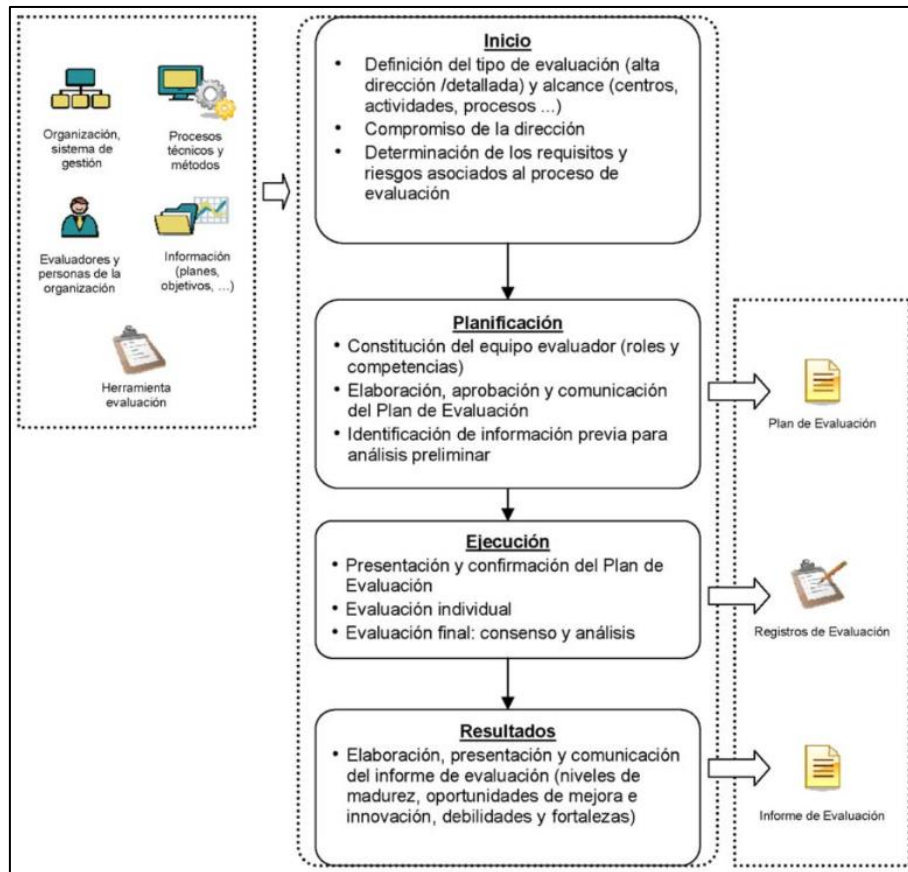 Organización,
sistema de
gestión
Procesos
técnicos y
métodos
Evaluadores y
personas de la
organización
Información
(planes,
objetivos, ...)
Herramienta
evaluación
Inicio
• Definición del tipo de evaluación (alta
dirección /detallada) y alcance (centros,
actividades, procesos ...)
• Compromiso de la dirección
• Determinación de los requisitos y
riesgos asociados al proceso de
evaluación
Planificación
• Constitución del equipo evaluador (roles y
competencias)
• Elaboración, aprobación y comunicación
del Plan de Evaluación
• Identificación de información previa para
análisis preliminar
Plan de Evaluación
Ejecución
• Presentación y confirmación del Plan de
Evaluación
• Evaluación individual
• Evaluación final: consenso y análisis
Registros de Evaluación
Resultados
• Elaboración, presentación y comunicación
del informe de evaluación (niveles de
madurez, oportunidades de mejora e
innovación, debilidades y fortalezas)
Informe de Evaluación